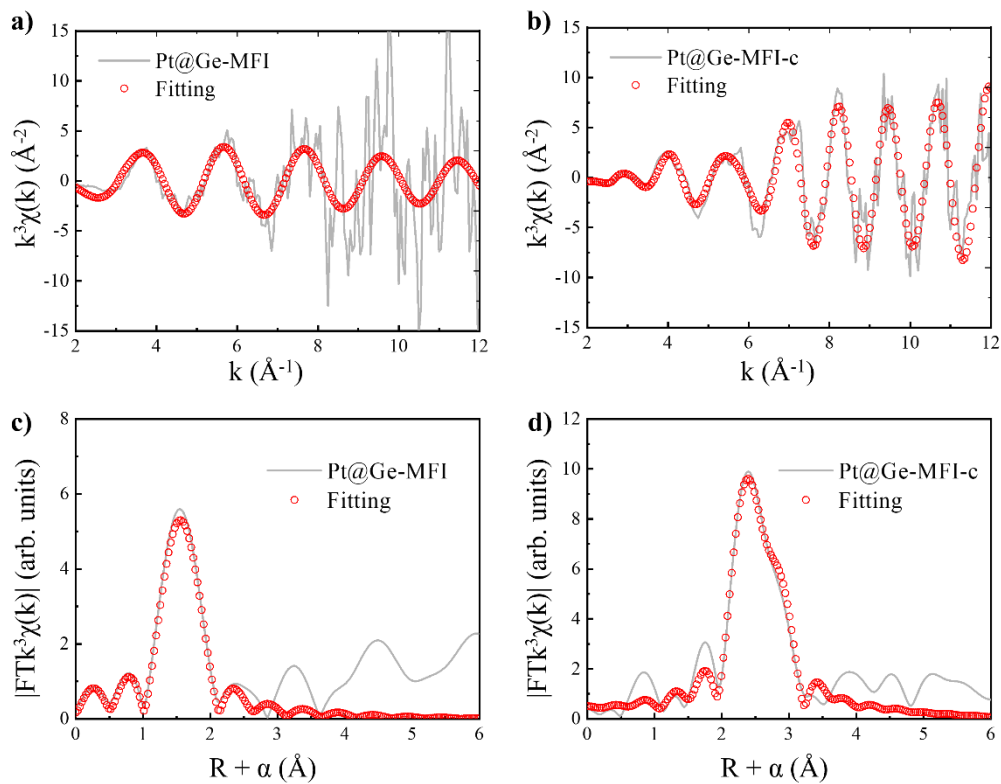 a)
Pt@Ge-MFI
Fitting
k³χ(k) (Å⁻²)
15
10
5
0
-5
-10
-15
2 4 6 8 10 12
k (Å⁻¹)
b)
Pt@Ge-MFI-c
Fitting
k³χ(k) (Å⁻²)
15
10
5
0
-5
-10
-15
2 4 6 8 10 12
k (Å⁻¹)
c)
Pt@Ge-MFI
Fitting
|FTk³χ(k)| (arb. units)
8
6
4
2
0
0 1 2 3 4 5 6
R + α (Å)
d)
Pt@Ge-MFI-c
Fitting
|FTk³χ(k)| (arb. units)
12
10
8
6
4
2
0
0 1 2 3 4 5 6
R + α (Å)